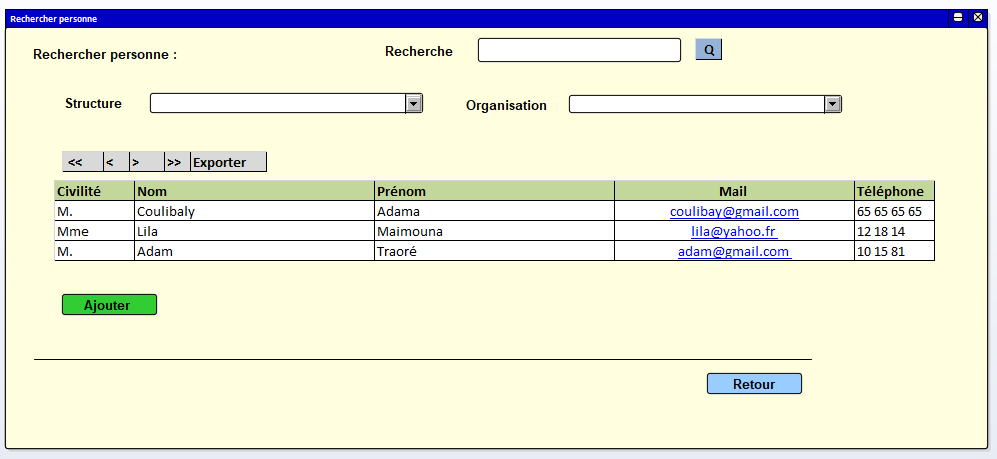 Rechercher personne
Rechercher personne :
Recherche
Q
Structure
Organisation
<< < > >> Exporter
Civilité Nom Prénom Mail Téléphone
M. Coulibaly Adama coulibay@gmail.com 65 65 65 65
Mme Lila Maimouna lila@yahoo.fr 12 18 14
M. Adam Traoré adam@gmail.com 10 15 81
Ajouter
Retour